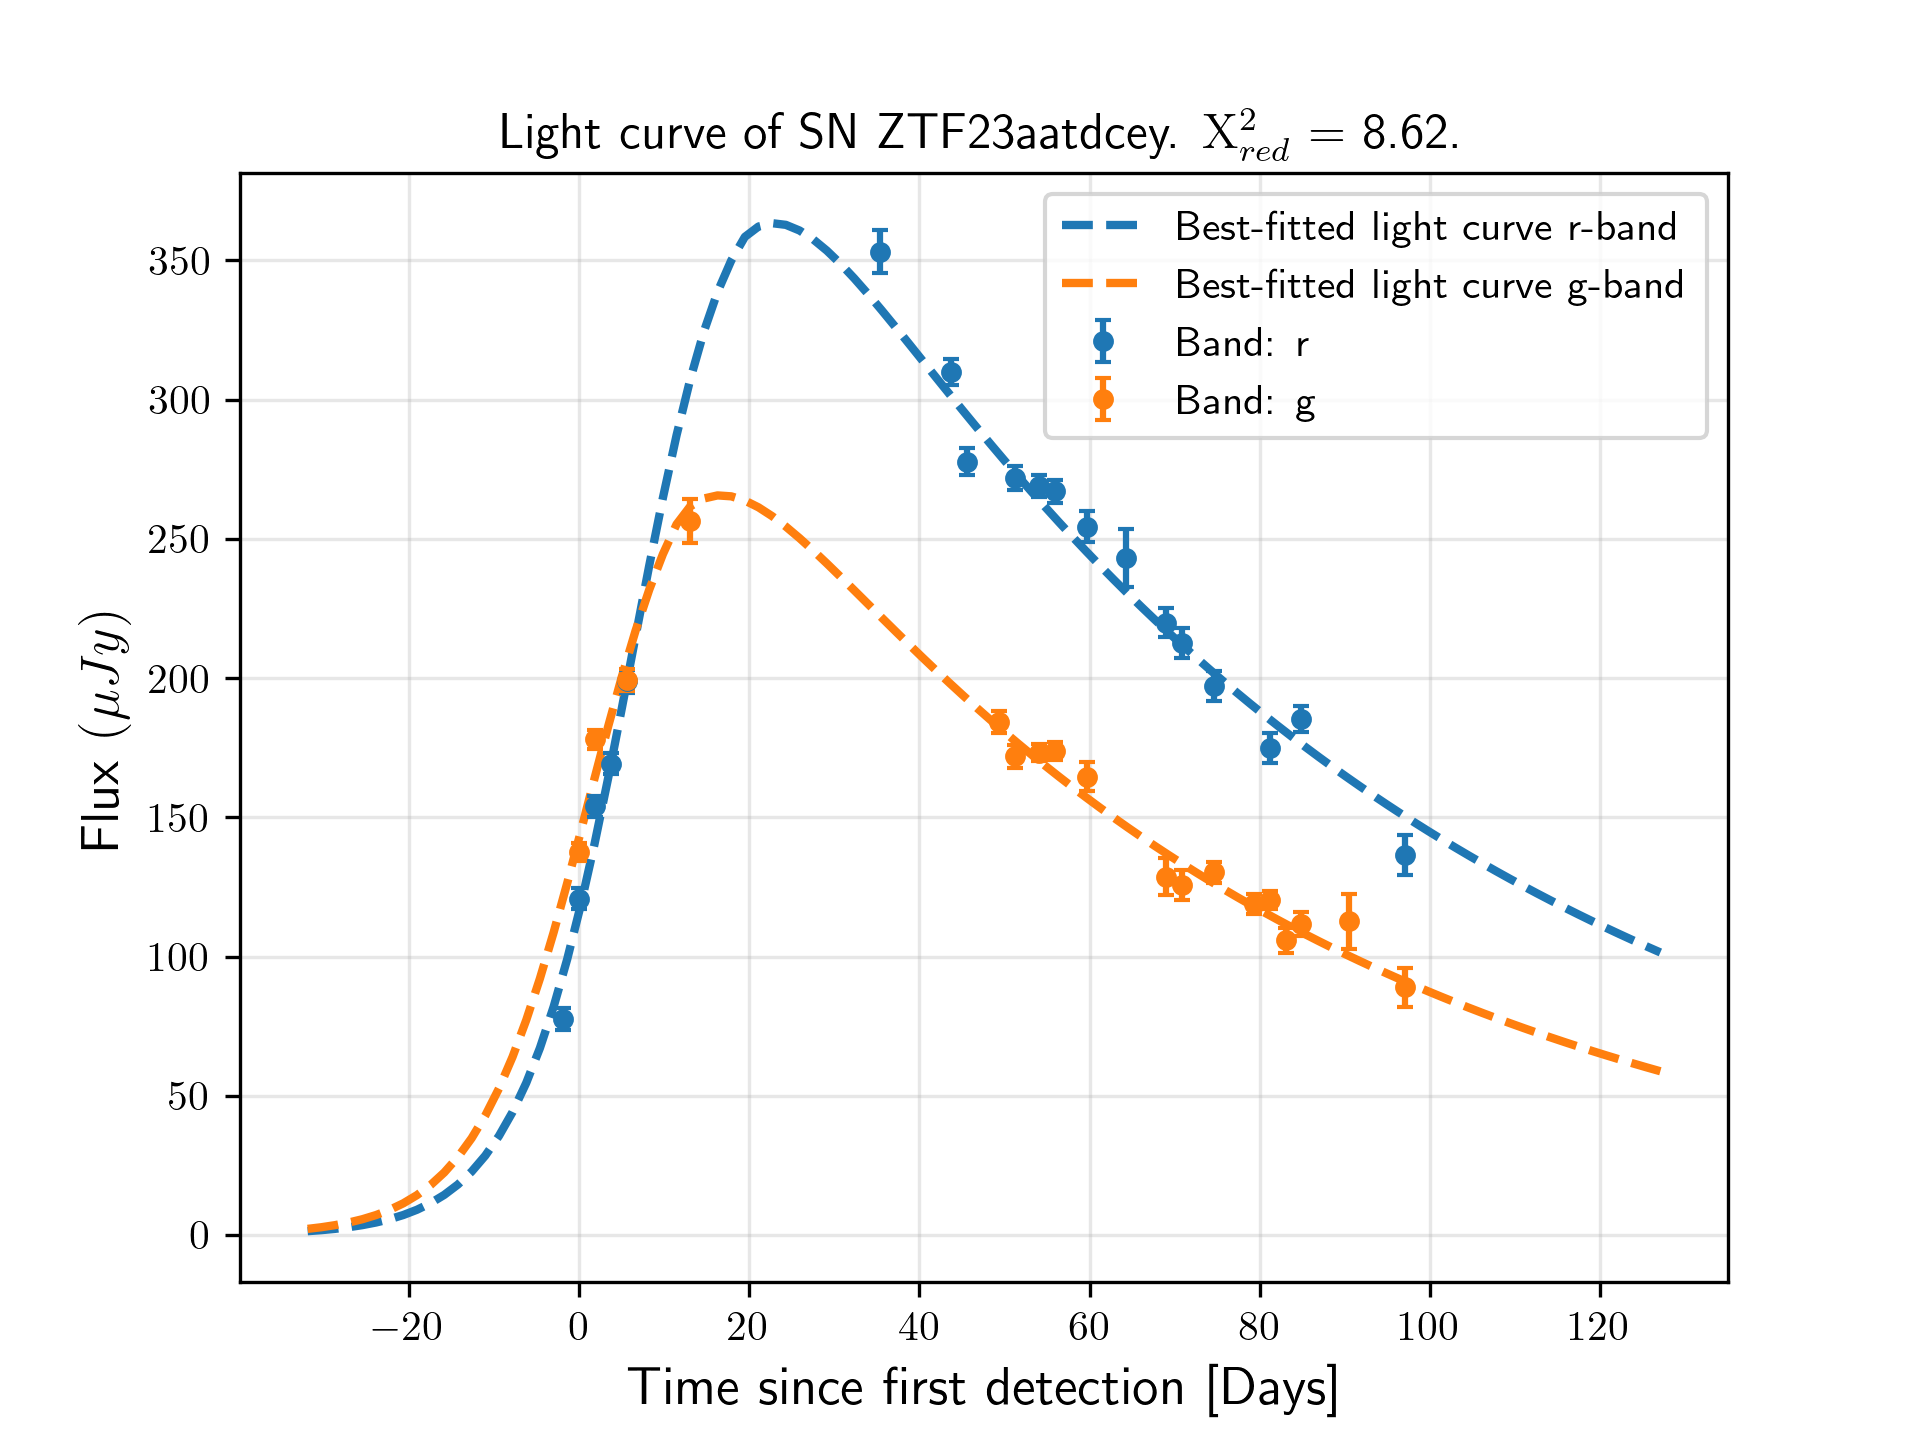 Light curve of SN ZTF23aatdcey. X²_red = 8.62.
Best-fitted light curve r-band
Best-fitted light curve g-band
Band: r
Band: g
Flux (μJy)
350
300
250
200
150
100
50
0
−20 0 20 40 60 80 100 120
Time since first detection [Days]